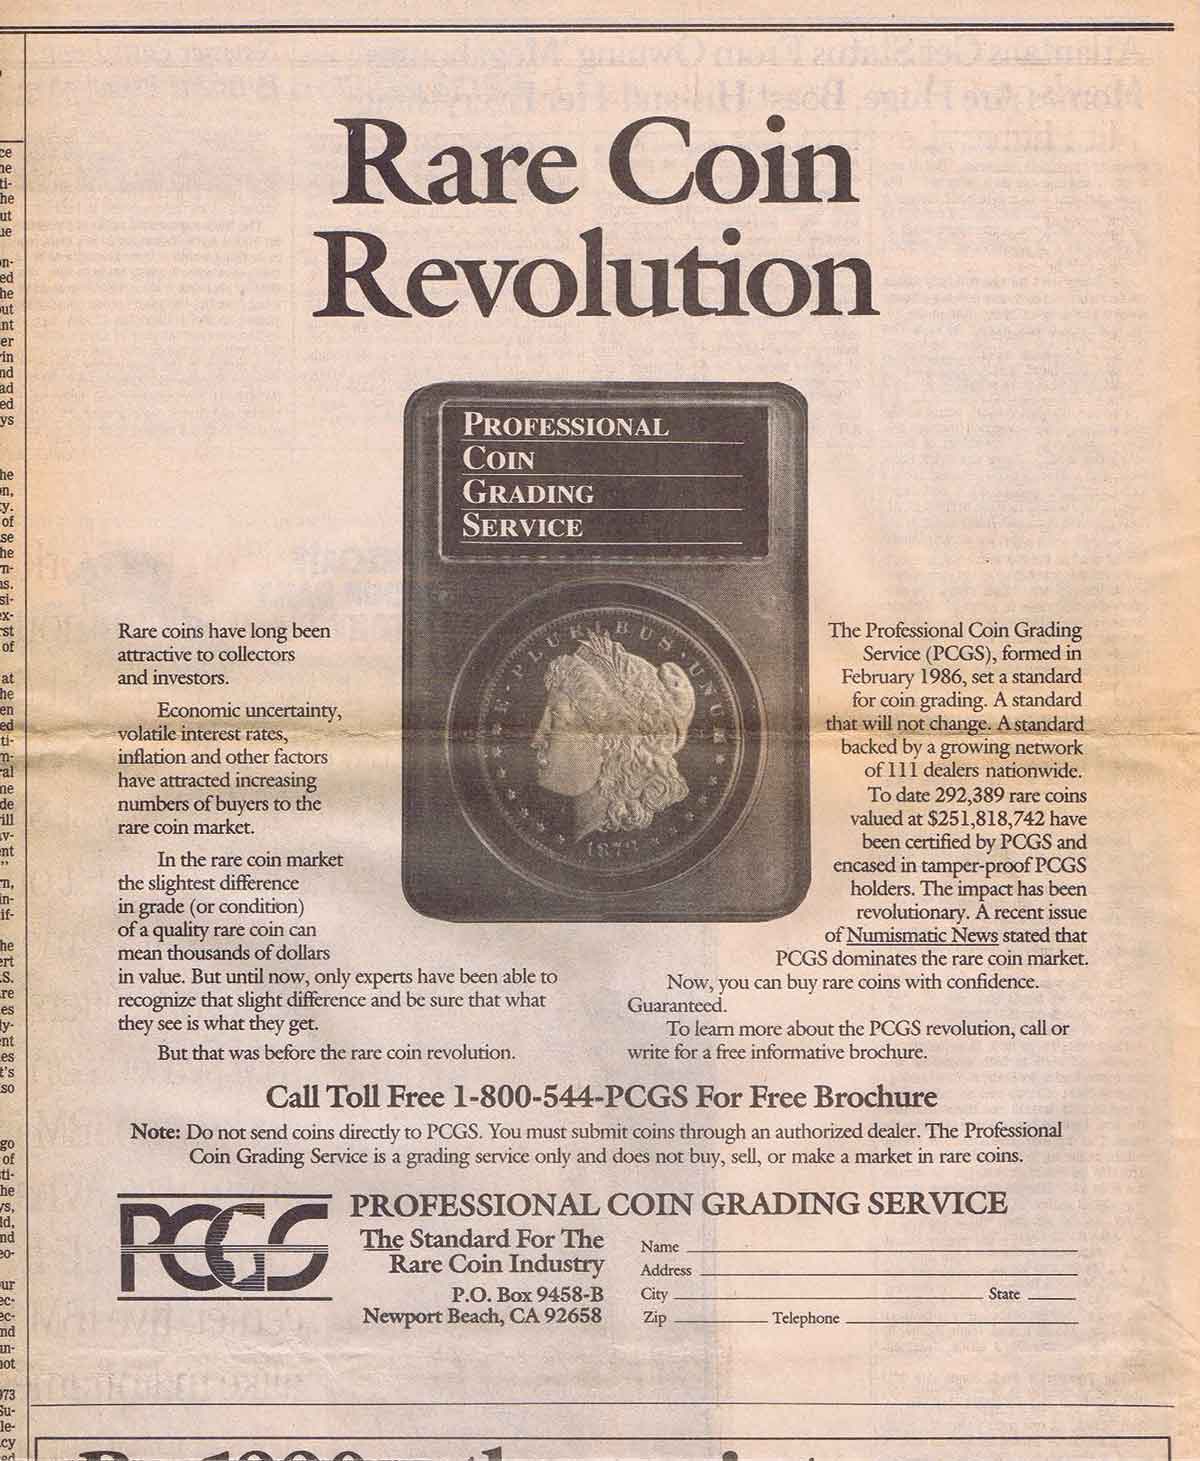 Rare Coin
Revolution
PROFESSIONAL
COIN
GRADING
SERVICE
E · PLURIBUS · UNUM
Rare coins have long been
attractive to collectors
and investors.
Economic uncertainty,
volatile interest rates,
inflation and other factors
have attracted increasing
numbers of buyers to the
rare coin market.
In the rare coin market
the slightest difference
in grade (or condition)
of a quality rare coin can
mean thousands of dollars
in value. But until now, only experts have been able to
recognize that slight difference and be sure that what
they see is what they get.
But that was before the rare coin revolution.
The Professional Coin Grading
Service (PCGS), formed in
February 1986, set a standard
for coin grading. A standard
that will not change. A standard
backed by a growing network
of 111 dealers nationwide.
To date 292,389 rare coins
valued at $251,818,742 have
been certified by PCGS and
encased in tamper-proof PCGS
holders. The impact has been
revolutionary. A recent issue
of Numismatic News stated that
PCGS dominates the rare coin market.
Now, you can buy rare coins with confidence.
Guaranteed.
To learn more about the PCGS revolution, call or
write for a free informative brochure.
Call Toll Free 1-800-544-PCGS For Free Brochure
Note: Do not send coins directly to PCGS. You must submit coins through an authorized dealer. The Professional
Coin Grading Service is a grading service only and does not buy, sell, or make a market in rare coins.
PCGS
PROFESSIONAL COIN GRADING SERVICE
The Standard For The
Rare Coin Industry
P.O. Box 9458-B
Newport Beach, CA 92658
Name
Address
City State
Zip Telephone